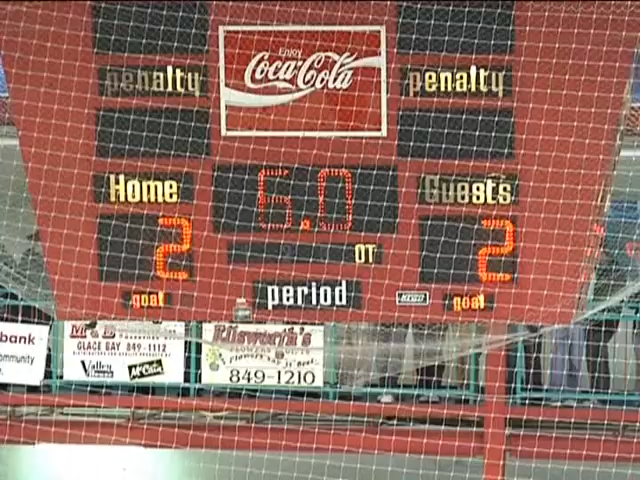 Enjoy
Coca-Cola
penalty penalty
Home 6.0 Guests
2 OT 2
goal period goal
bank
ommunity
GLACE BAY 849-1112
Valley
McCain
Ellsworth's
849-1210